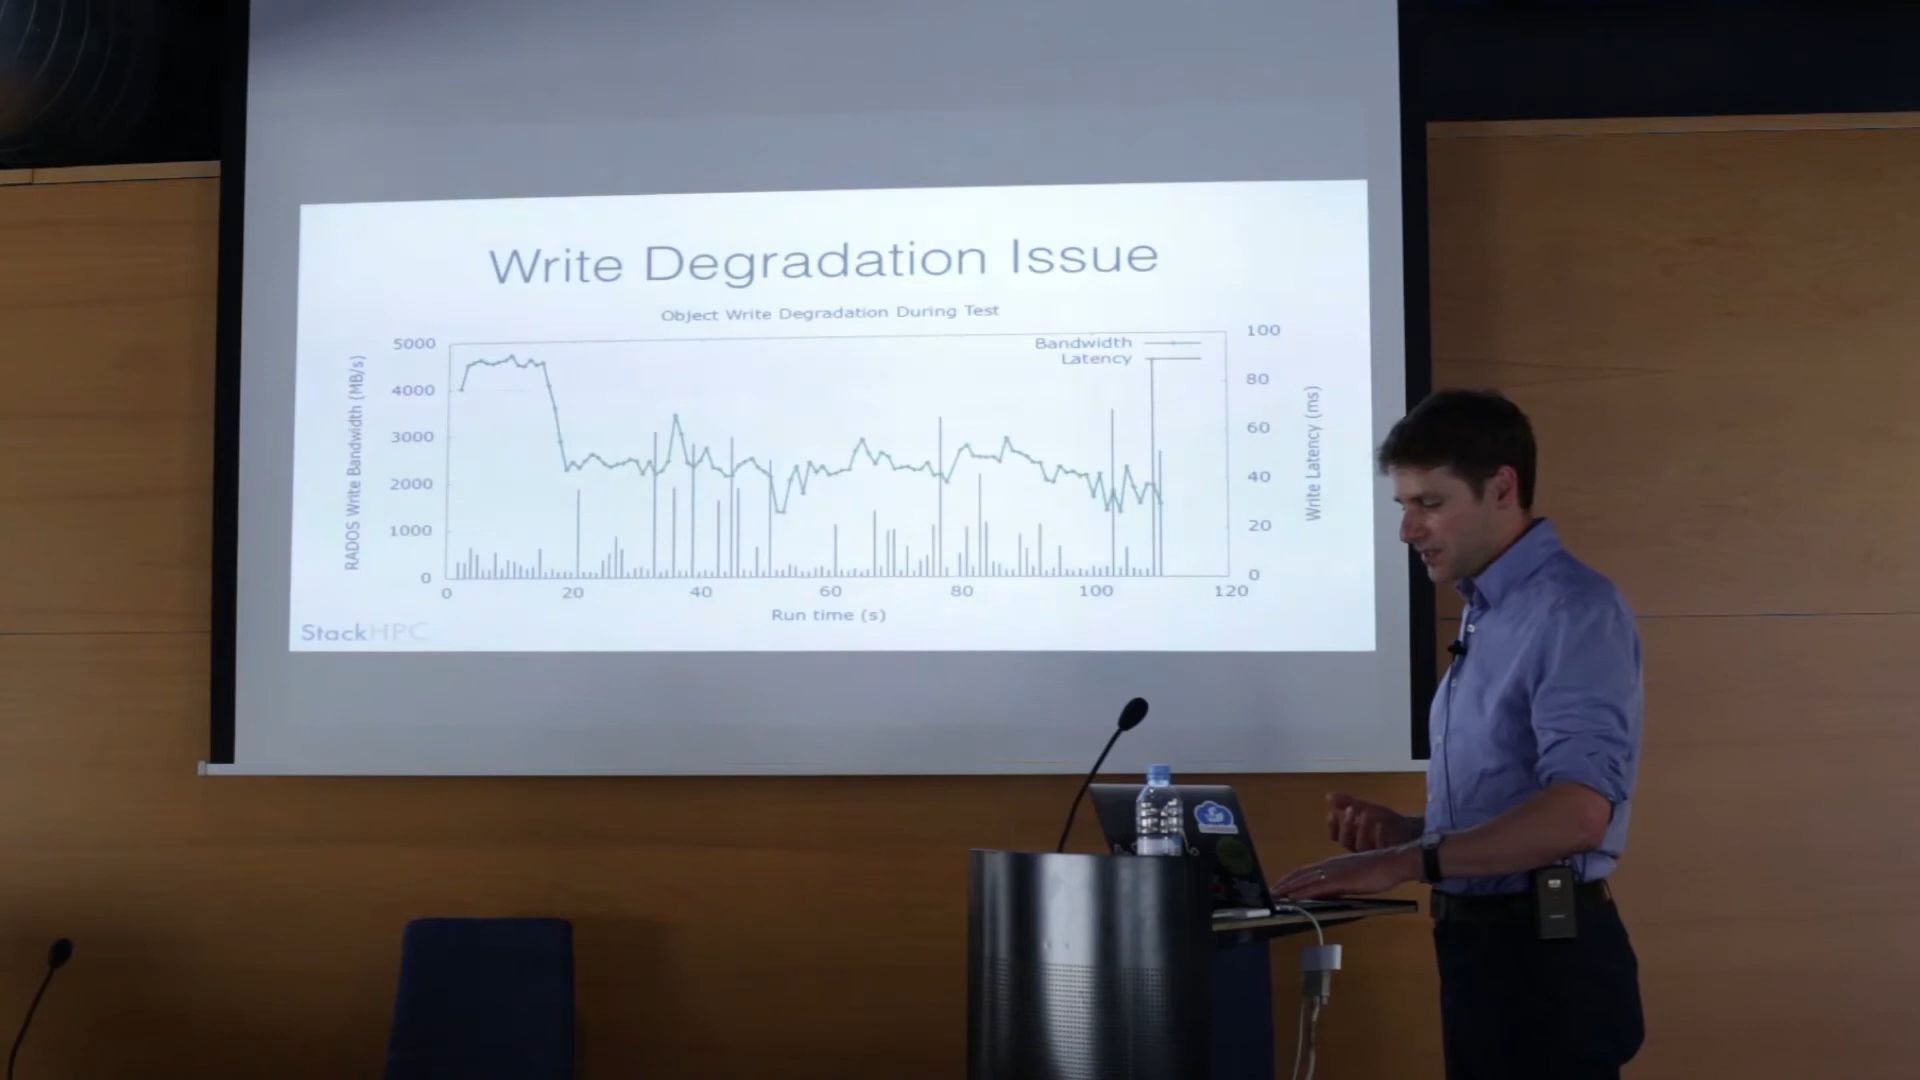 Write Degradation Issue
Object Write Degradation During Test
Bandwidth
Latency
RADOS Write Bandwidth (MB/s)
5000
4000
3000
2000
1000
0
Write Latency (ms)
100
80
60
40
20
0
0 20 40 60 80 100 120
Run time (s)
StackHPC